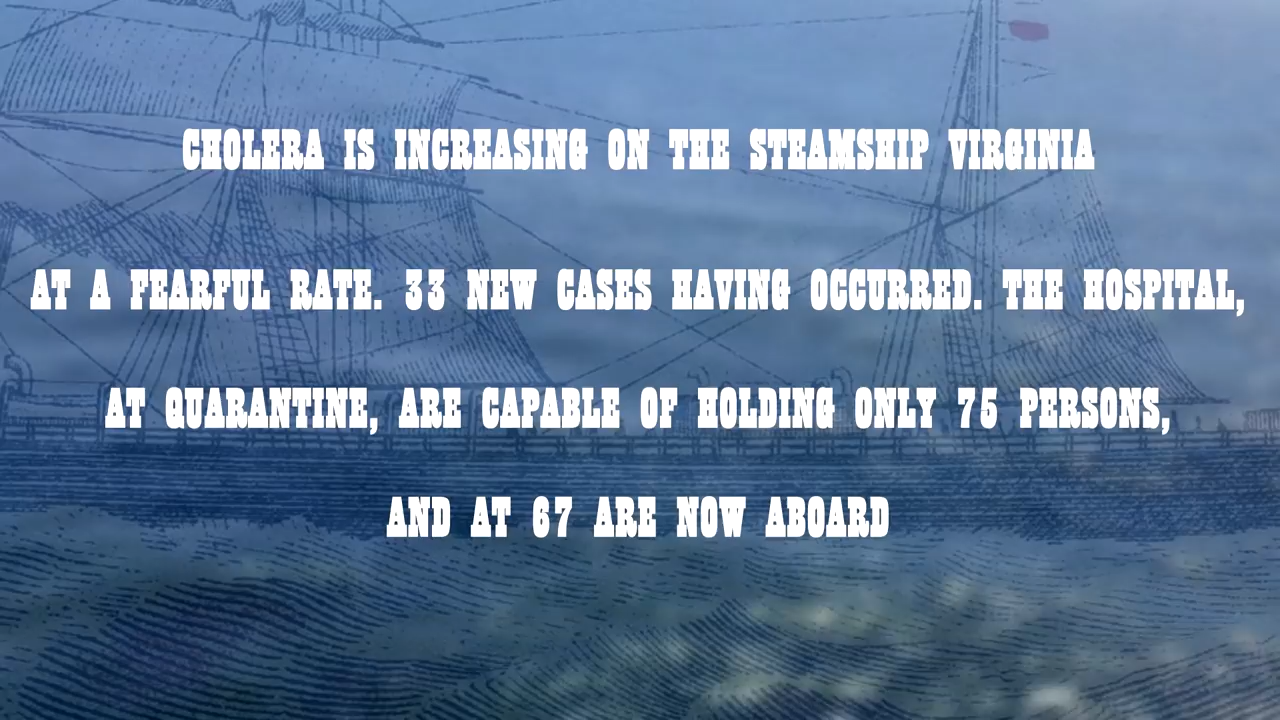 CHOLERA IS INCREASING ON THE STEAMSHIP VIRGINIA
AT A FEARFUL RATE. 33 NEW CASES HAVING OCCURRED. THE HOSPITAL,
AT QUARANTINE, ARE CAPABLE OF HOLDING ONLY 75 PERSONS,
AND AT 67 ARE NOW ABOARD